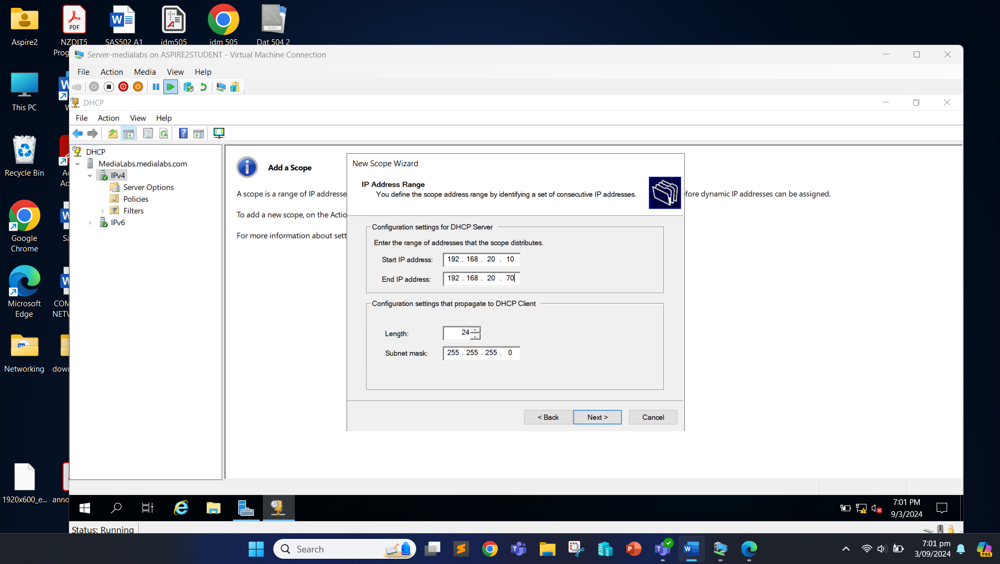 Aspire2
PDF
NZDIT5
Prog
SAS502 A1
idm505
idm 505
Dat 504 2
Server-medialabs on ASPIRE2STUDENT - Virtual Machine Connection
File Action Media View Help
This PC
DHCP
File Action View Help
DHCP
MediaLabs.medialabs.com
IPv4
Server Options
Policies
Filters
IPv6
Add a Scope
A scope is a range of IP addresse
fore dynamic IP addresses can be assigned.
To add a new scope, on the Actio
For more information about sett
New Scope Wizard
IP Address Range
You define the scope address range by identifying a set of consecutive IP addresses.
Configuration settings for DHCP Server
Enter the range of addresses that the scope distributes.
Start IP address: 192 . 168 . 20 . 10
End IP address: 192 . 168 . 20 . 70
Configuration settings that propagate to DHCP Client
Length: 24
Subnet mask: 255 . 255 . 255 . 0
< Back
Next >
Cancel
Recycle Bin
Ac
Google
Chrome
Sa
Microsoft
Edge
COM
NETW
Networking
dow
1920x600_e...
anno
7:01 PM
9/3/2024
Status: Running
Search
7:01 pm
3/09/2024
PRE